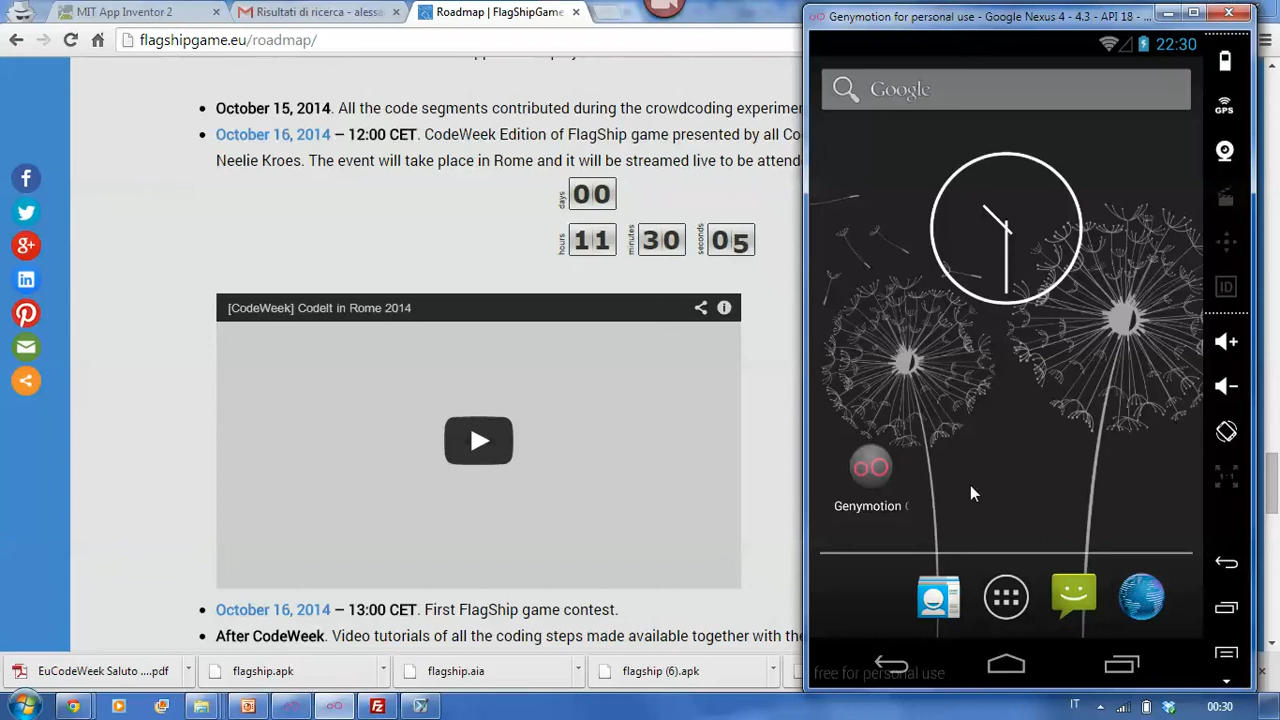 MIT App Inventor 2
Risultati di ricerca - aless
Roadmap | FlagShipGame
flagshipgame.eu/roadmap/
October 15, 2014. All the code segments contributed during the crowdcoding experime
October 16, 2014 – 12:00 CET. CodeWeek Edition of FlagShip game presented by all Co
Neelie Kroes. The event will take place in Rome and it will be streamed live to be attend
days 00
hours 11 minutes 30 seconds 05
[CodeWeek] CodeIt in Rome 2014
October 16, 2014 – 13:00 CET. First FlagShip game contest.
After CodeWeek. Video tutorials of all the coding steps made available together with the
EuCodeWeek Saluto....pdf
flagship.apk
flagship.aia
flagship (6).apk
Genymotion for personal use - Google Nexus 4 - 4.3 - API 18 - ...
22:30
Google
GPS
ID
1:1
Genymotion
free for personal use
IT
00:30